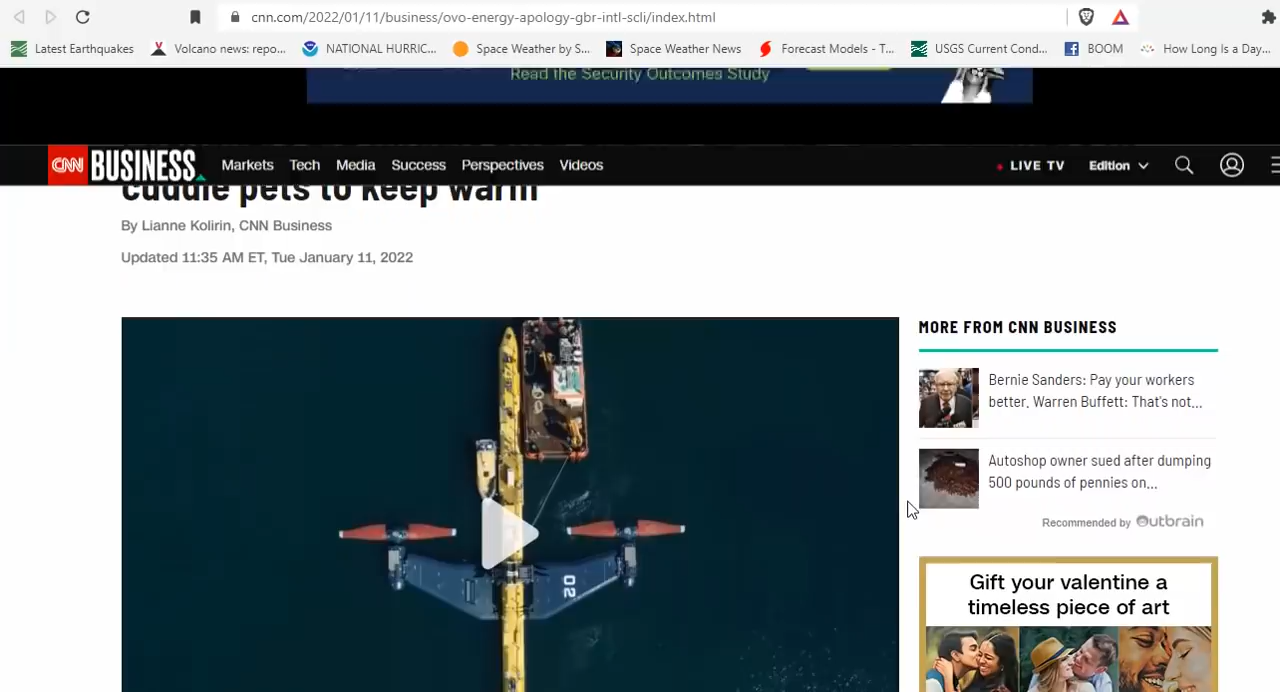 cnn.com/2022/01/11/business/ovo-energy-apology-gbr-intl-scli/index.html
Latest Earthquakes
Volcano news: repo...
NATIONAL HURRIC...
Space Weather by S...
Space Weather News
Forecast Models - T...
USGS Current Cond...
BOOM
How Long Is a Day...
Read the Security Outcomes Study
CNN BUSINESS
Markets
Tech
Media
Success
Perspectives
Videos
LIVE TV
Edition
cuddle pets to keep warm
By Lianne Kolirin, CNN Business
Updated 11:35 AM ET, Tue January 11, 2022
02
MORE FROM CNN BUSINESS
Bernie Sanders: Pay your workers
better. Warren Buffett: That's not...
Autoshop owner sued after dumping
500 pounds of pennies on...
Recommended by Outbrain
Gift your valentine a
timeless piece of art